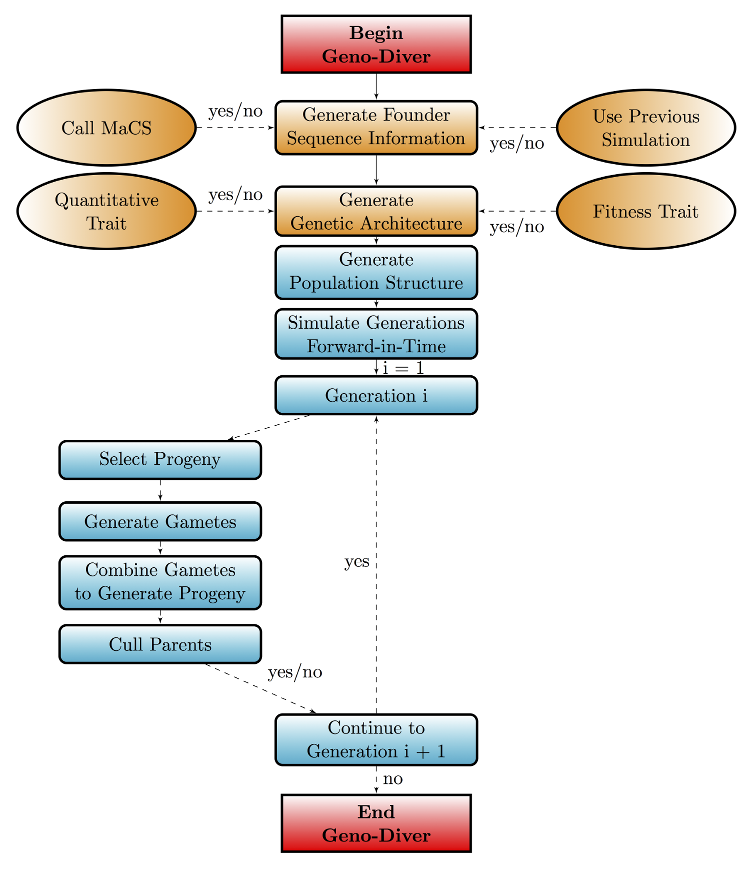 Begin
Geno-Diver
Call MaCS
yes/no
Generate Founder
Sequence Information
yes/no
Use Previous
Simulation
Quantitative
Trait
yes/no
Generate
Genetic Architecture
yes/no
Fitness Trait
Generate
Population Structure
Simulate Generations
Forward-in-Time
i = 1
Generation i
Select Progeny
Generate Gametes
Combine Gametes
to Generate Progeny
Cull Parents
yes/no
yes
Continue to
Generation i + 1
no
End
Geno-Diver